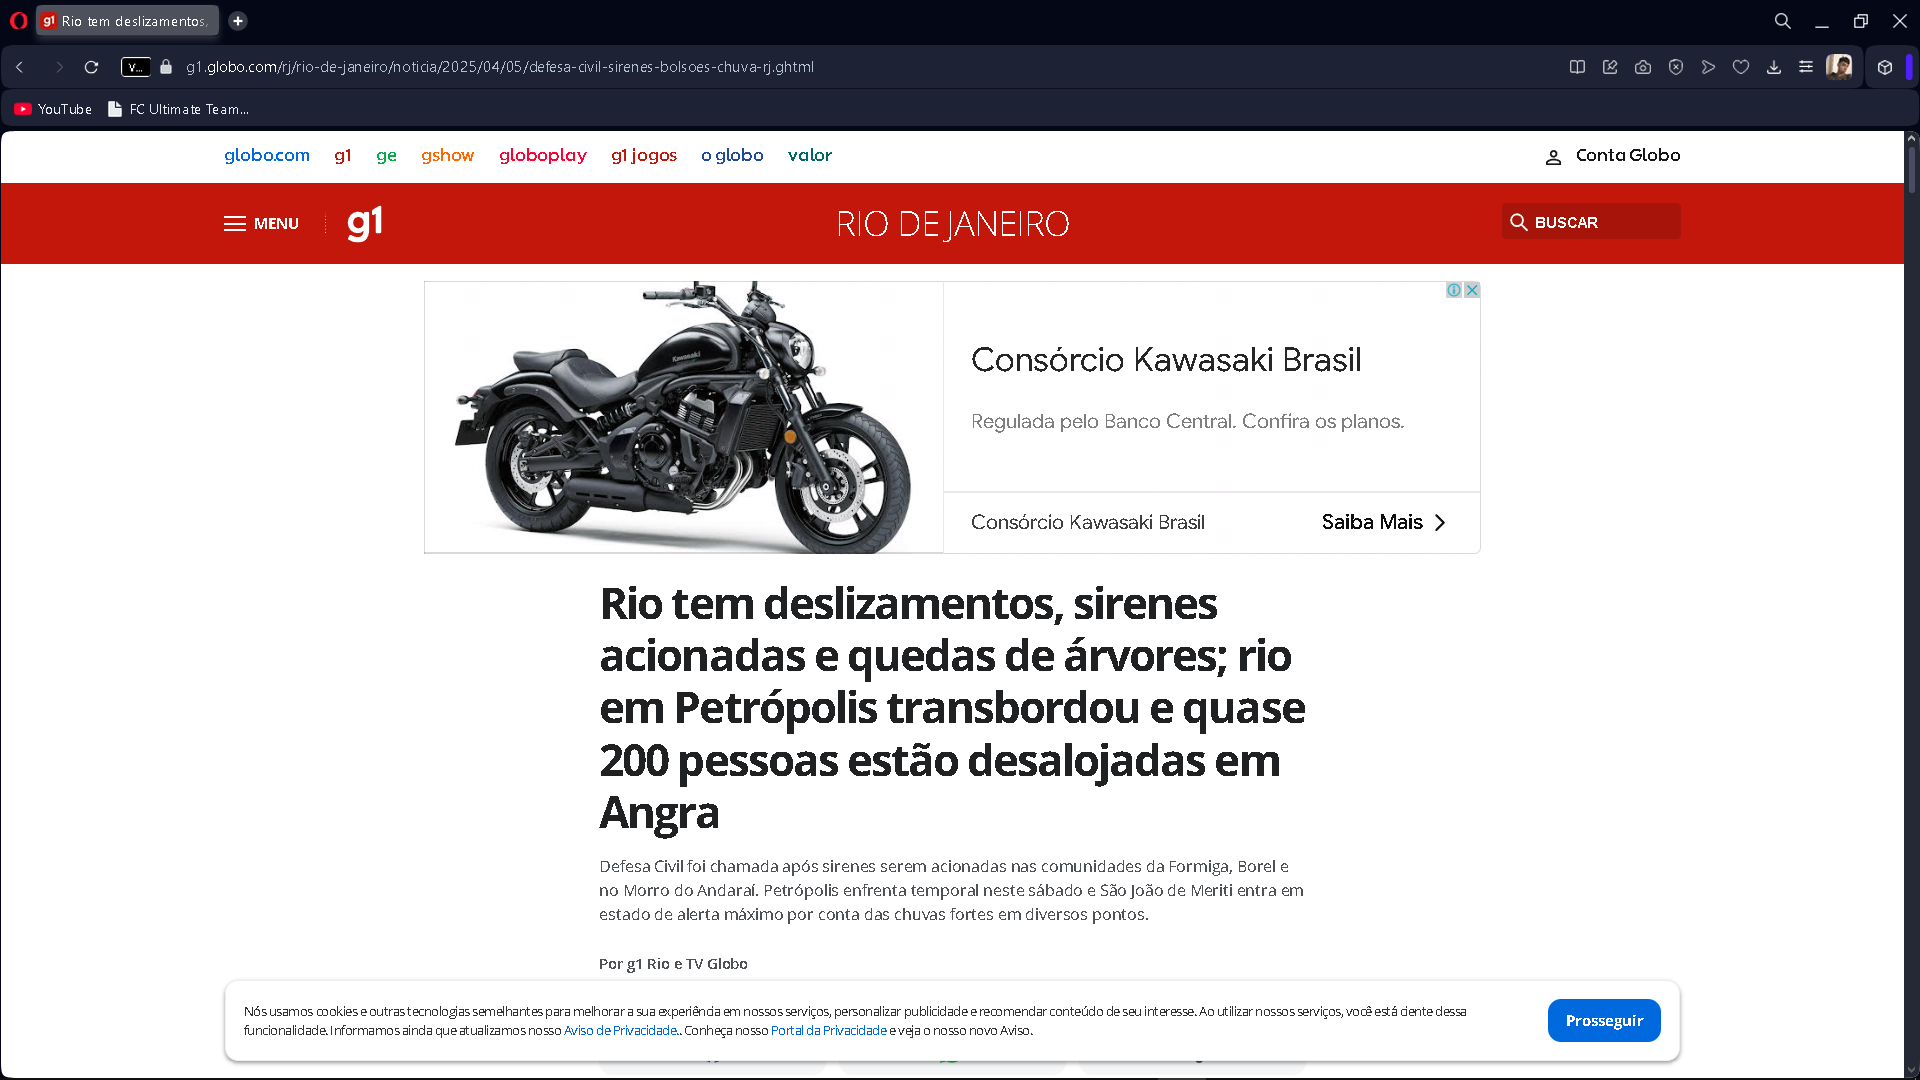 Rio tem deslizamentos,
V...
g1.globo.com/rj/rio-de-janeiro/noticia/2025/04/05/defesa-civil-sirenes-bolsoes-chuva-rj.ghtml
YouTube
FC Ultimate Team...
globo.com g1 ge gshow globoplay g1 jogos o globo valor
Conta Globo
MENU g1
RIO DE JANEIRO
BUSCAR
Kawasaki
Consórcio Kawasaki Brasil
Regulada pelo Banco Central. Confira os planos.
Consórcio Kawasaki Brasil
Saiba Mais
Rio tem deslizamentos, sirenes
acionadas e quedas de árvores; rio
em Petrópolis transbordou e quase
200 pessoas estão desalojadas em
Angra
Defesa Civil foi chamada após sirenes serem acionadas nas comunidades da Formiga, Borel e
no Morro do Andaraí. Petrópolis enfrenta temporal neste sábado e São João de Meriti entra em
estado de alerta máximo por conta das chuvas fortes em diversos pontos.
Por g1 Rio e TV Globo
Nós usamos cookies e outras tecnologias semelhantes para melhorar a sua experiência em nossos serviços, personalizar publicidade e recomendar conteúdo de seu interesse. Ao utilizar nossos serviços, você está ciente dessa
funcionalidade. Informamos ainda que atualizamos nosso Aviso de Privacidade.. Conheça nosso Portal da Privacidade e veja o nosso novo Aviso.
Prosseguir